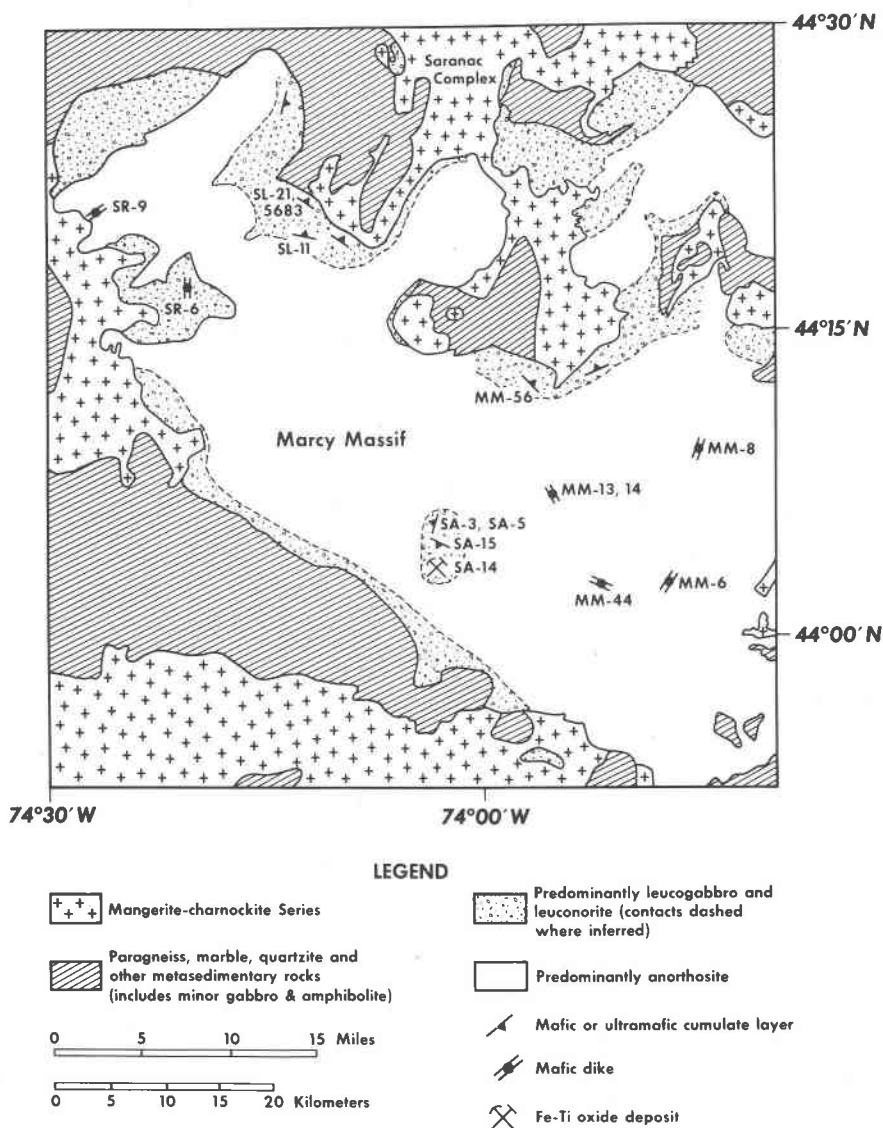 44°30′N
Saranac
Complex
SR-9
SL-21,
5683
SL-11
SR-6
44°15′N
MM-56
Marcy Massif
MM-8
MM-13, 14
SA-3, SA-5
SA-15
SA-14
MM-44
MM-6
44°00′N
74°30′W
74°00′W
LEGEND
Mangerite-charnockite Series
Paragneiss, marble, quartzite and
other metasedimentary rocks
(includes minor gabbro & amphibolite)
0 5 10 15 Miles
0 5 10 15 20 Kilometers
Predominantly leucogabbro and
leuconorite (contacts dashed
where inferred)
Predominantly anorthosite
Mafic or ultramafic cumulate layer
Mafic dike
Fe-Ti oxide deposit